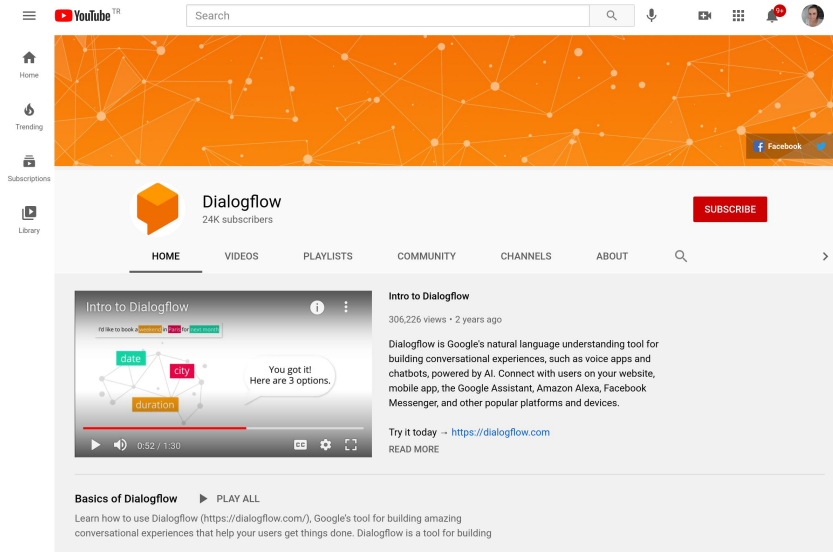 YouTube TR
Search
9+
Home
Trending
Subscriptions
Library
Facebook
Dialogflow
24K subscribers
SUBSCRIBE
HOME VIDEOS PLAYLISTS COMMUNITY CHANNELS ABOUT
Intro to Dialogflow
I'd like to book a weekend in Paris for next month
date
city
duration
You got it!
Here are 3 options.
0:52 / 1:30
CC
Intro to Dialogflow
306,226 views • 2 years ago
Dialogflow is Google's natural language understanding tool for
building conversational experiences, such as voice apps and
chatbots, powered by AI. Connect with users on your website,
mobile app, the Google Assistant, Amazon Alexa, Facebook
Messenger, and other popular platforms and devices.
Try it today → https://dialogflow.com
READ MORE
Basics of Dialogflow PLAY ALL
Learn how to use Dialogflow (https://dialogflow.com/), Google's tool for building amazing
conversational experiences that help your users get things done. Dialogflow is a tool for building